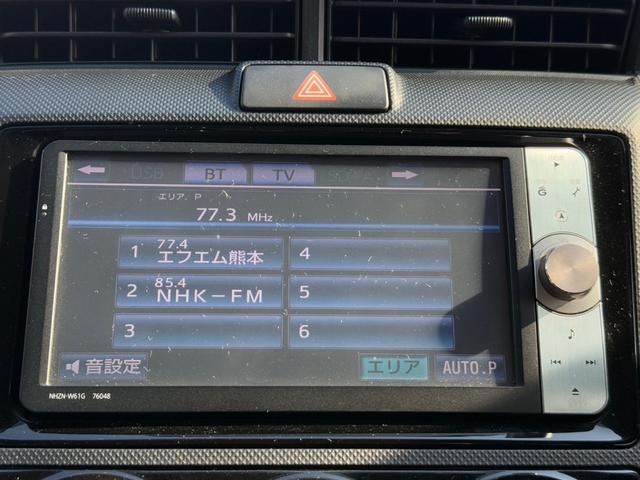 USB BT TV
エリア P
77.3 MHz
1 77.4 エフエム熊本
4
2 85.4 NHK-FM
5
3
6
音設定 エリア AUTO.P
NHZN-W61G 76048
G